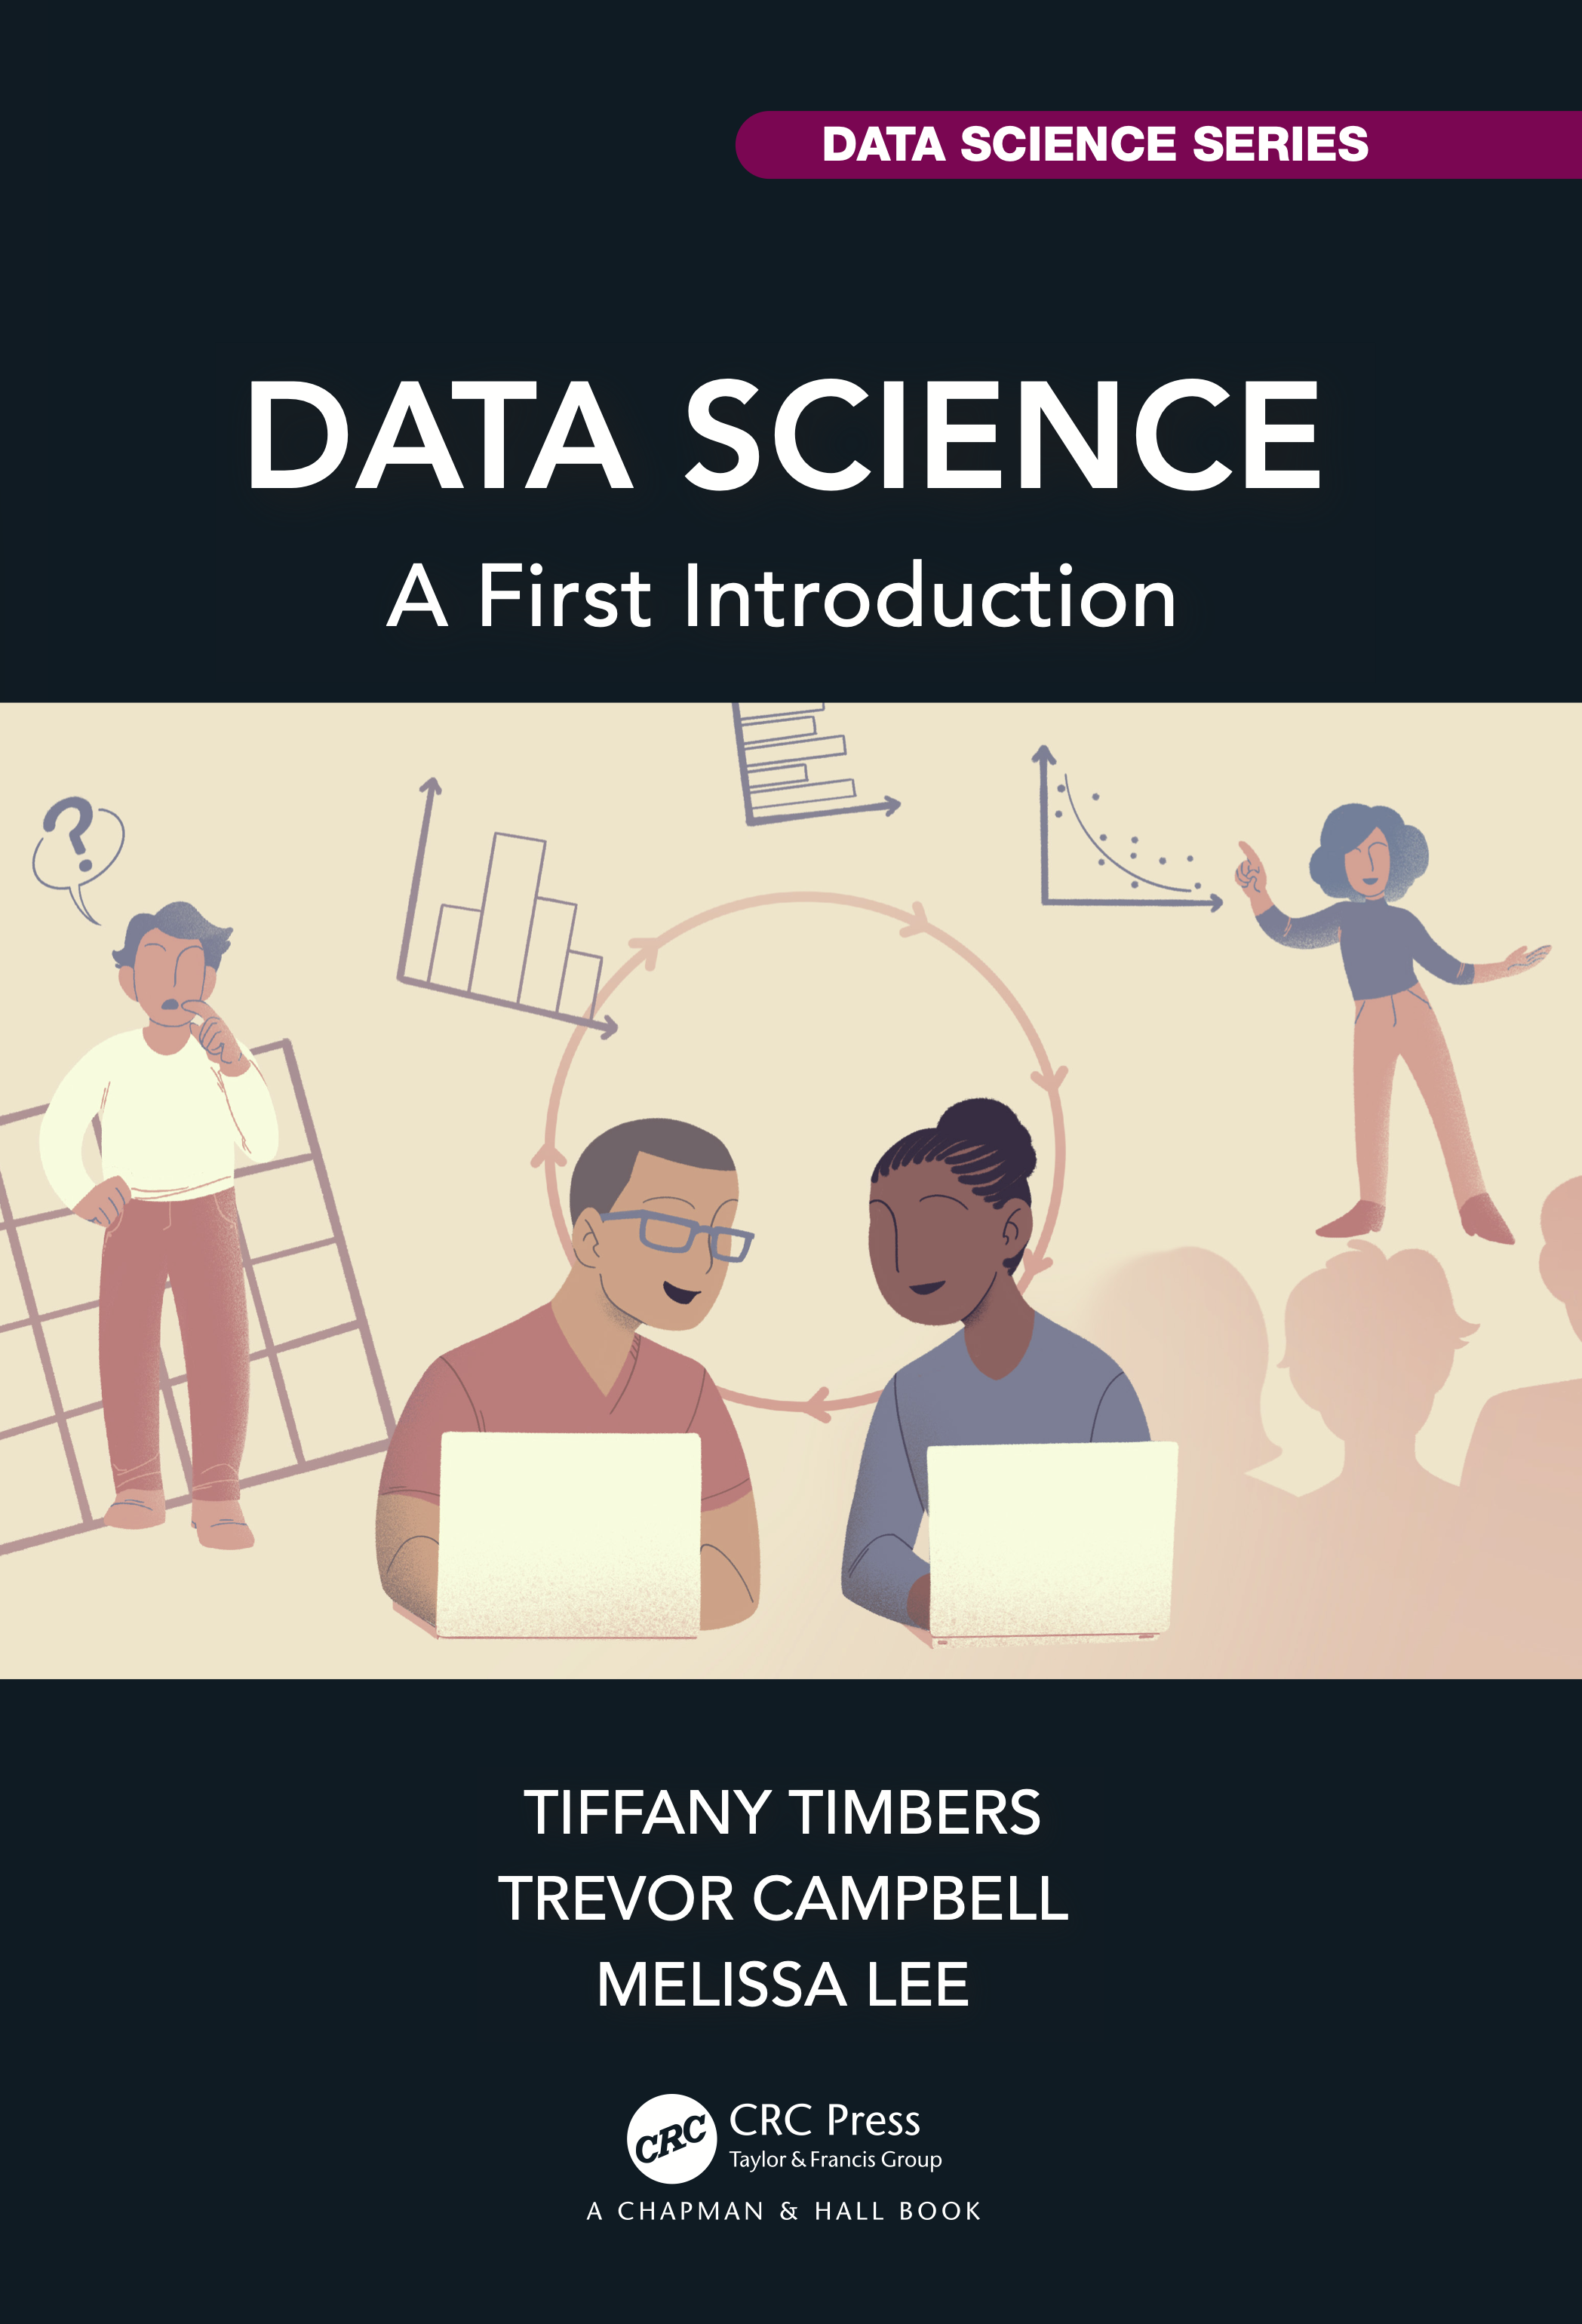 DATA SCIENCE SERIES
DATA SCIENCE
A First Introduction
?
TIFFANY TIMBERS
TREVOR CAMPBELL
MELISSA LEE
CRC
CRC Press
Taylor & Francis Group
A CHAPMAN & HALL BOOK